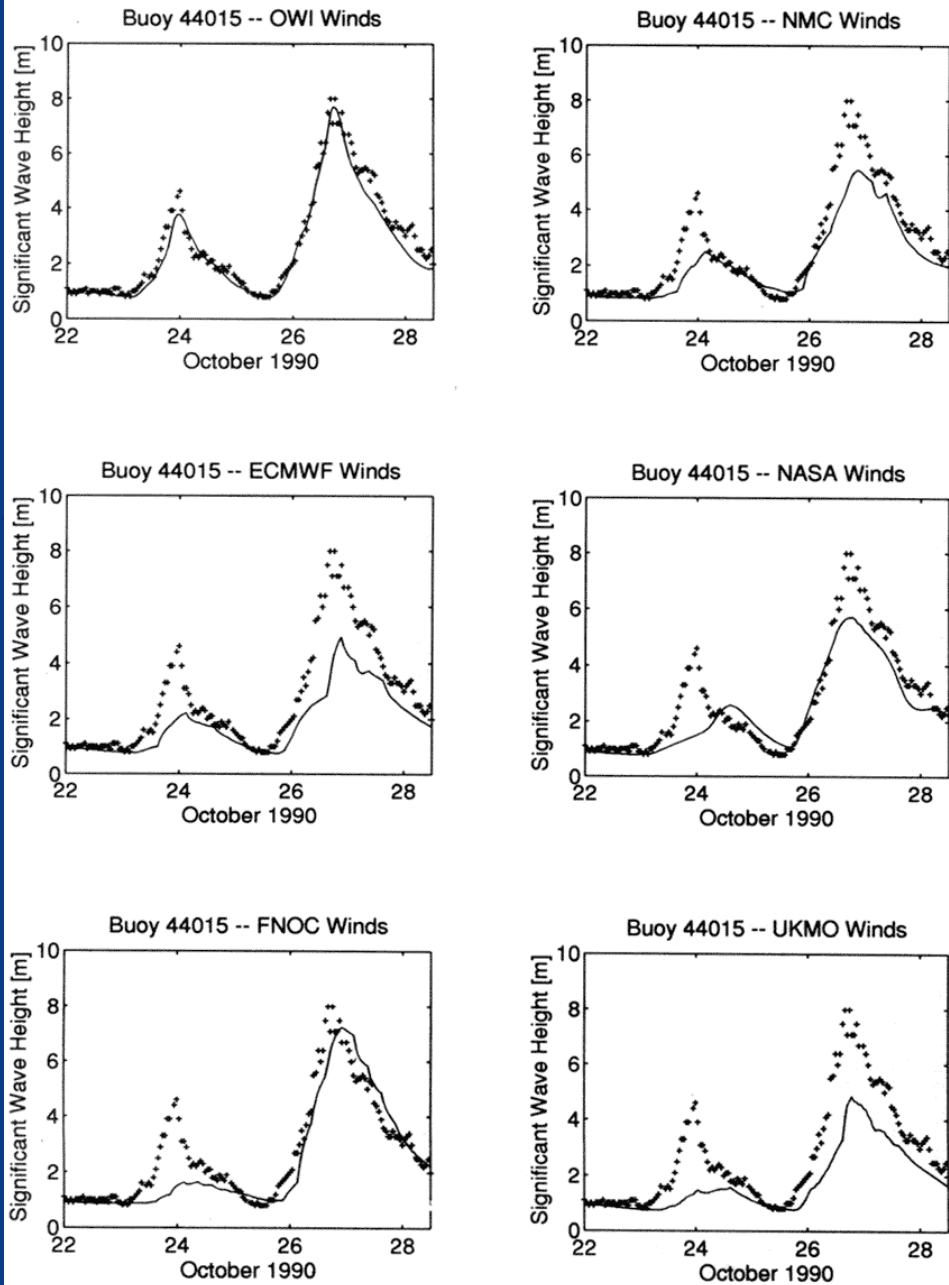 Buoy 44015 -- OWI Winds
Significant Wave Height [m]
10
8
6
4
2
0
22 24 26 28
October 1990
Buoy 44015 -- NMC Winds
Significant Wave Height [m]
10
8
6
4
2
0
22 24 26 28
October 1990
Buoy 44015 -- ECMWF Winds
Significant Wave Height [m]
10
8
6
4
2
0
22 24 26 28
October 1990
Buoy 44015 -- NASA Winds
Significant Wave Height [m]
10
8
6
4
2
0
22 24 26 28
October 1990
Buoy 44015 -- FNOC Winds
Significant Wave Height [m]
10
8
6
4
2
0
22 24 26 28
October 1990
Buoy 44015 -- UKMO Winds
Significant Wave Height [m]
10
8
6
4
2
0
22 24 26 28
October 1990